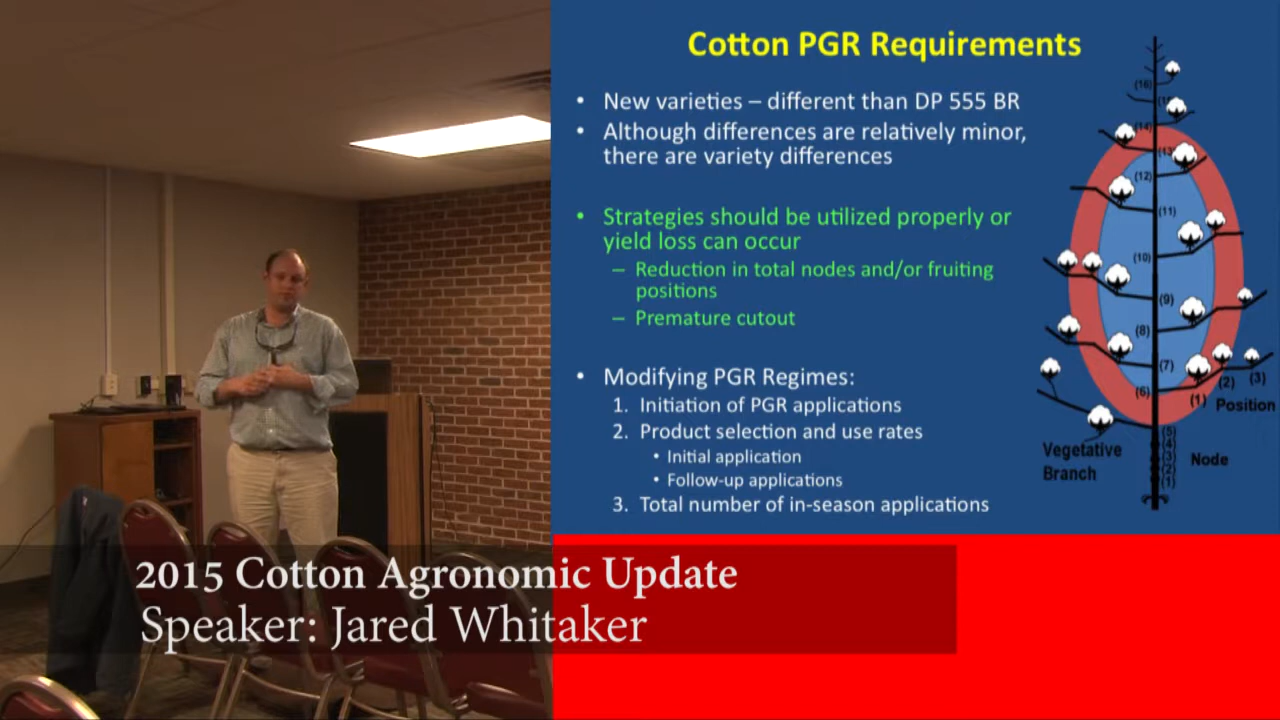 Cotton PGR Requirements
• New varieties – different than DP 555 BR
• Although differences are relatively minor,
there are variety differences
• Strategies should be utilized properly or
yield loss can occur
– Reduction in total nodes and/or fruiting
positions
– Premature cutout
• Modifying PGR Regimes:
1. Initiation of PGR applications
2. Product selection and use rates
• Initial application
• Follow-up applications
3. Total number of in-season applications
(16)
(14)
(13)
(12)
(11)
(10)
(9)
(8)
(7)
(6)
(1) (2) (3)
Position
(5)
(4)
(3)
(2)
(1)
Node
Vegetative
Branch
2015 Cotton Agronomic Update
Speaker: Jared Whitaker